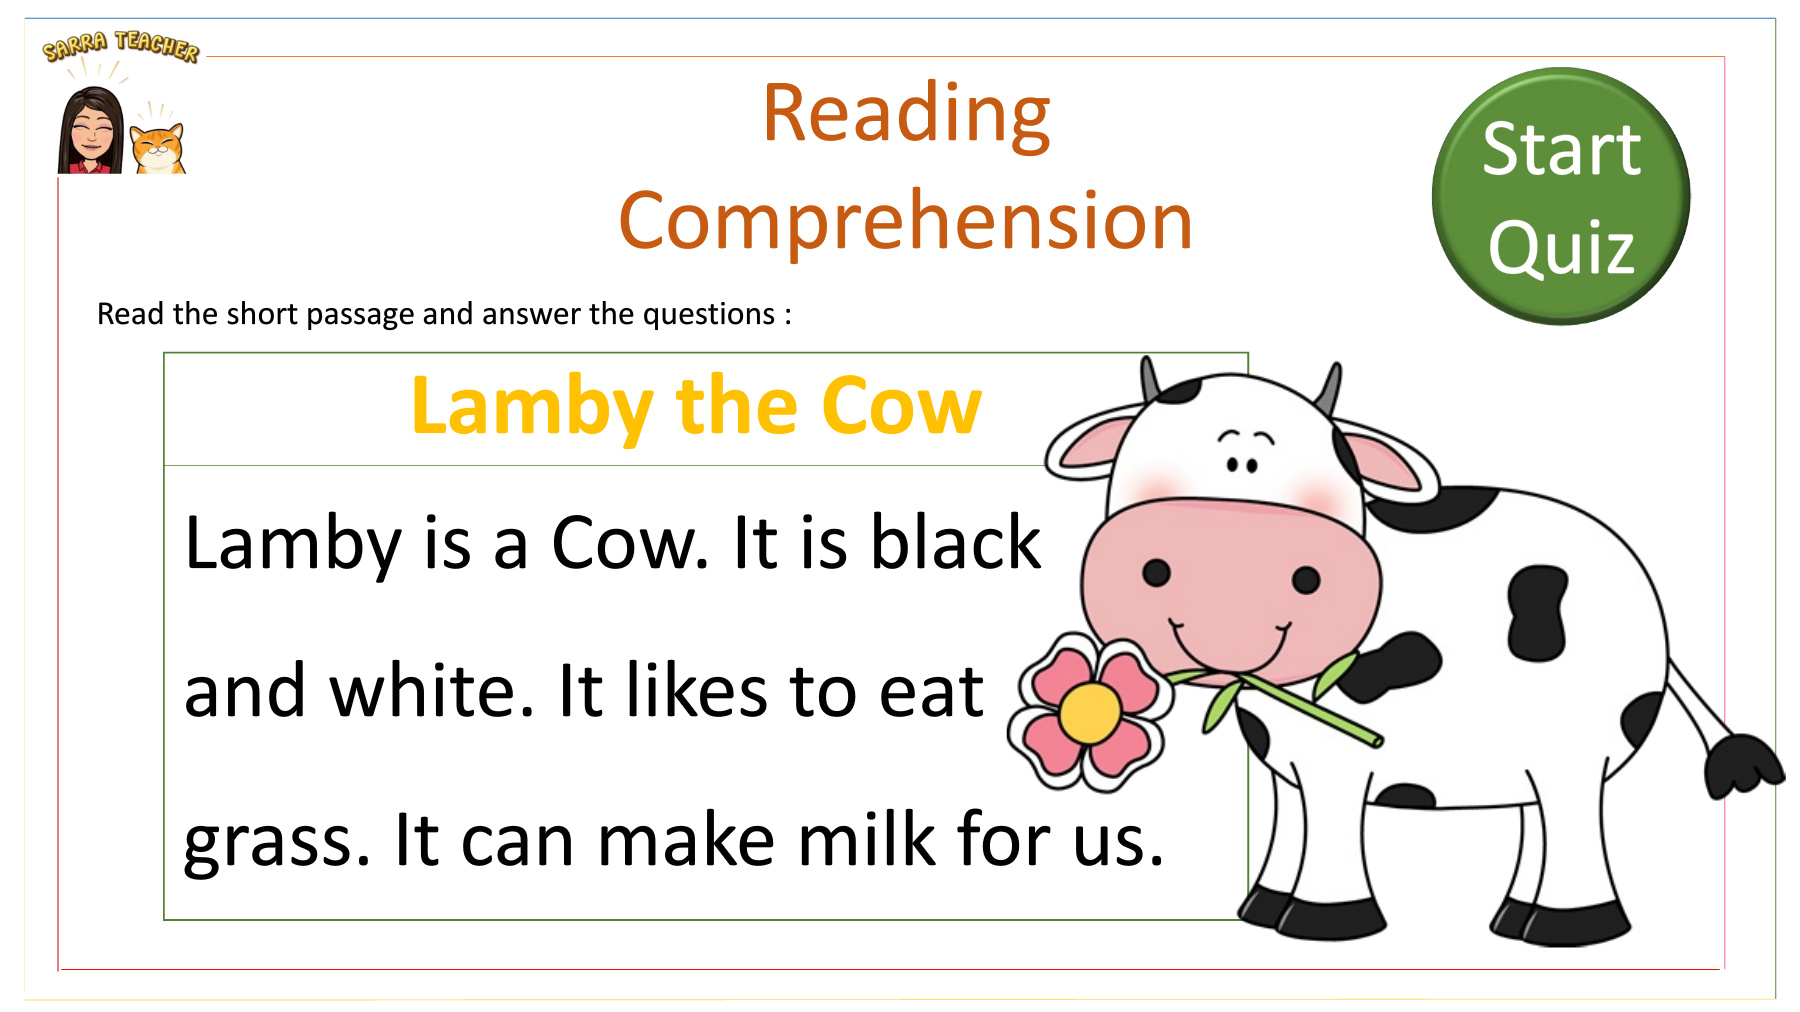 SARRA TEACHER
Reading
Comprehension
Start
Quiz
Read the short passage and answer the questions :
Lamby the Cow
Lamby is a Cow. It is black
and white. It likes to eat
grass. It can make milk for us.